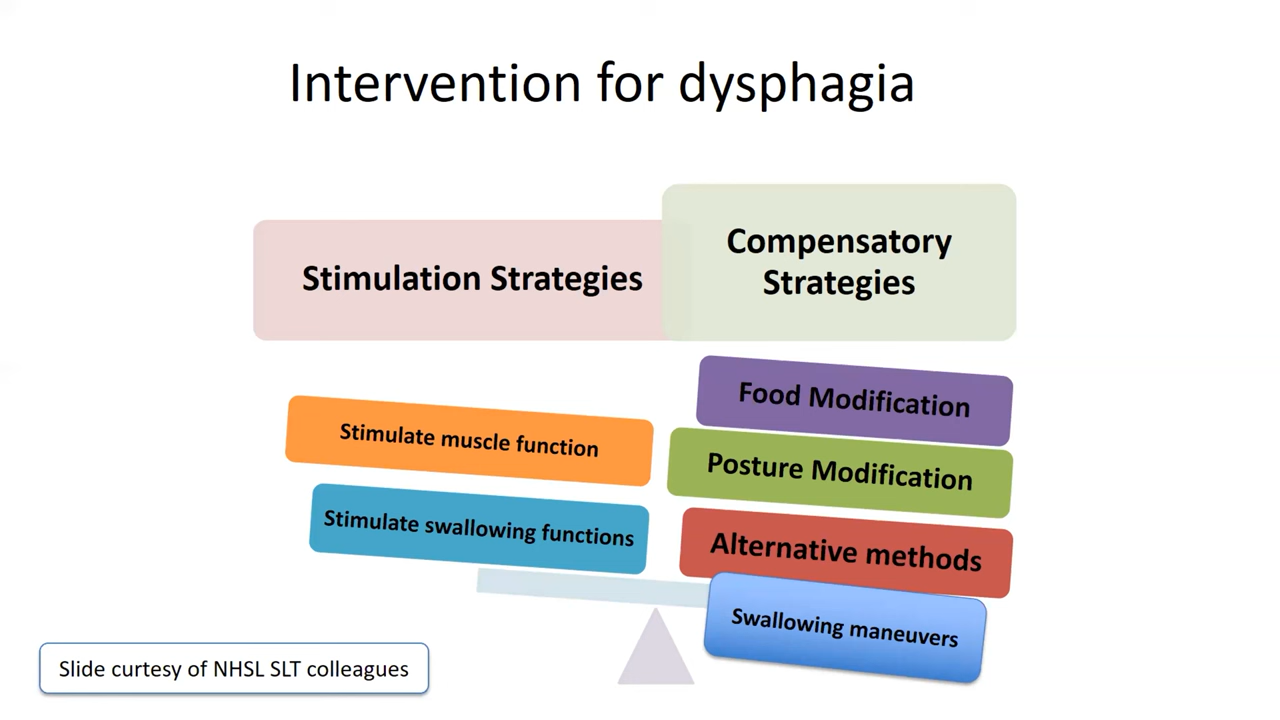 Intervention for dysphagia
Stimulation Strategies
Compensatory
Strategies
Stimulate muscle function
Stimulate swallowing functions
Food Modification
Posture Modification
Alternative methods
Swallowing maneuvers
Slide curtesy of NHSL SLT colleagues